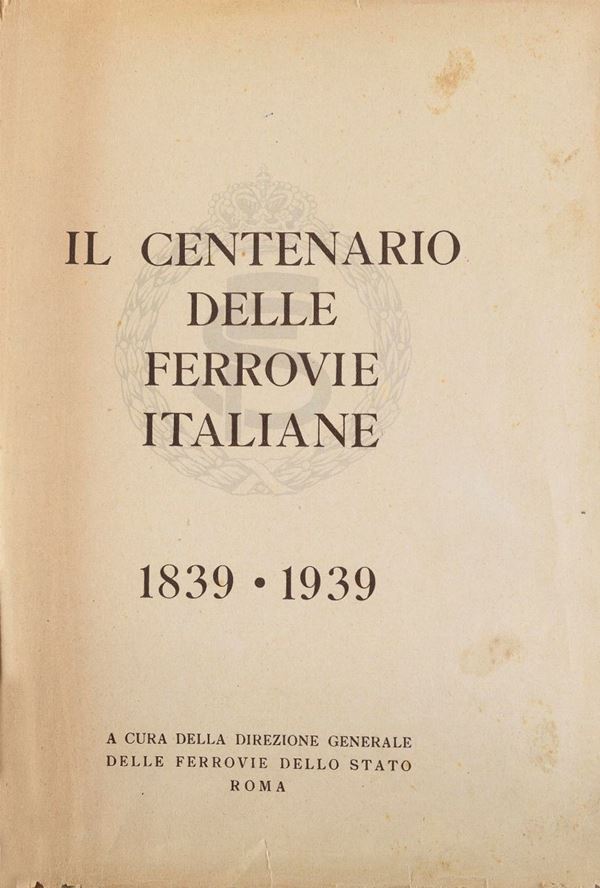 IL CENTENARIO
DELLE
FERROVIE
ITALIANE
1839 • 1939
A CURA DELLA DIREZIONE GENERALE
DELLE FERROVIE DELLO STATO
ROMA